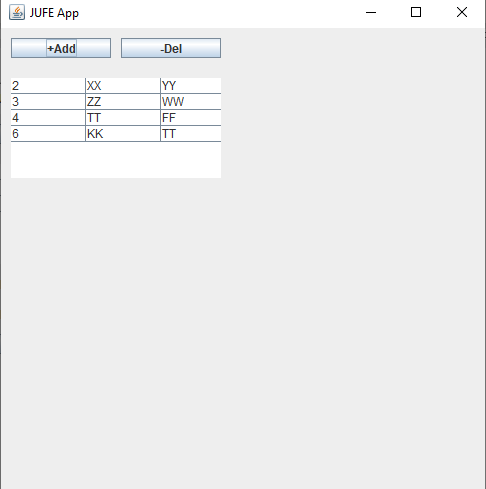 JUFE App
+Add -Del
2 XX YY
3 ZZ WW
4 TT FF
6 KK TT